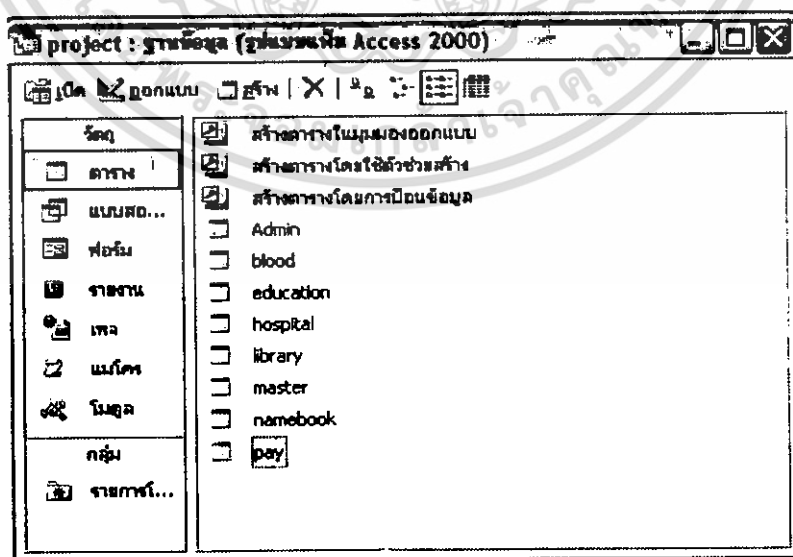 project : ฐานข้อมูล (รูปแบบแฟ้ม Access 2000)
เปิด ออกแบบ สร้าง
วัตถุ
ตาราง
แบบสอ...
ฟอร์ม
รายงาน
เพจ
แมโคร
โมดูล
กลุ่ม
รายการโ...
สร้างตารางในมุมมองออกแบบ
สร้างตารางโดยใช้ตัวช่วยสร้าง
สร้างตารางโดยการป้อนข้อมูล
Admin
blood
education
hospital
library
master
namebook
pay